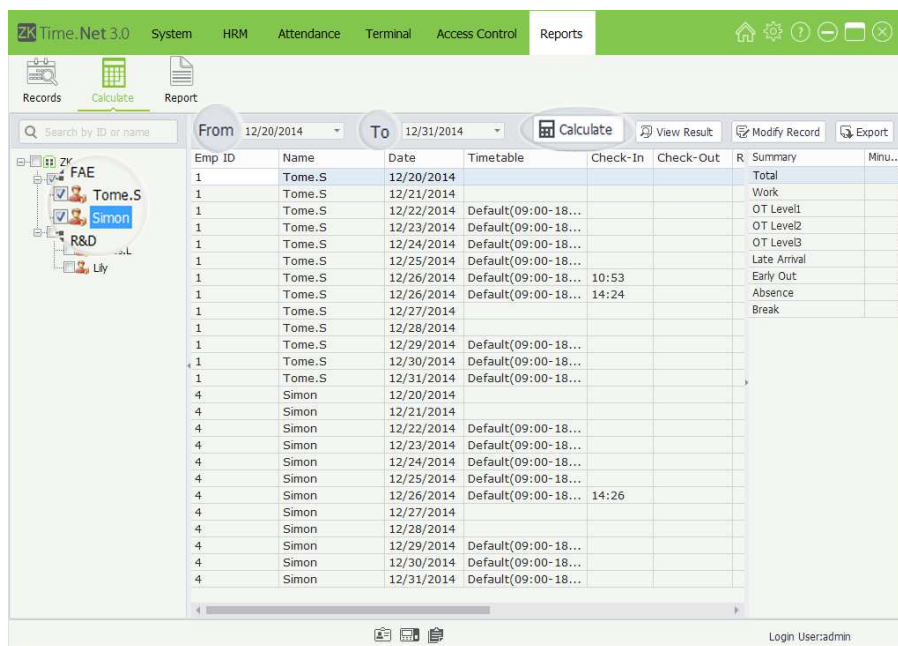 ZK Time.Net 3.0 System HRM Attendance Terminal Access Control Reports
Records Calculate Report
Search by ID or name From 12/20/2014 To 12/31/2014 Calculate View Result Modify Record Export
ZK
FAE
Tome.S
Simon
R&D
Lily
Emp ID Name Date Timetable Check-In Check-Out R
1 Tome.S 12/20/2014
1 Tome.S 12/21/2014
1 Tome.S 12/22/2014 Default(09:00-18...
1 Tome.S 12/23/2014 Default(09:00-18...
1 Tome.S 12/24/2014 Default(09:00-18...
1 Tome.S 12/25/2014 Default(09:00-18...
1 Tome.S 12/26/2014 Default(09:00-18... 10:53
1 Tome.S 12/26/2014 Default(09:00-18... 14:24
1 Tome.S 12/27/2014
1 Tome.S 12/28/2014
1 Tome.S 12/29/2014 Default(09:00-18...
1 Tome.S 12/30/2014 Default(09:00-18...
1 Tome.S 12/31/2014 Default(09:00-18...
4 Simon 12/20/2014
4 Simon 12/21/2014
4 Simon 12/22/2014 Default(09:00-18...
4 Simon 12/23/2014 Default(09:00-18...
4 Simon 12/24/2014 Default(09:00-18...
4 Simon 12/25/2014 Default(09:00-18...
4 Simon 12/26/2014 Default(09:00-18... 14:26
4 Simon 12/27/2014
4 Simon 12/28/2014
4 Simon 12/29/2014 Default(09:00-18...
4 Simon 12/30/2014 Default(09:00-18...
4 Simon 12/31/2014 Default(09:00-18...
Summary Minu...
Total
Work
OT Level1
OT Level2
OT Level3
Late Arrival
Early Out
Absence
Break
Login User:admin